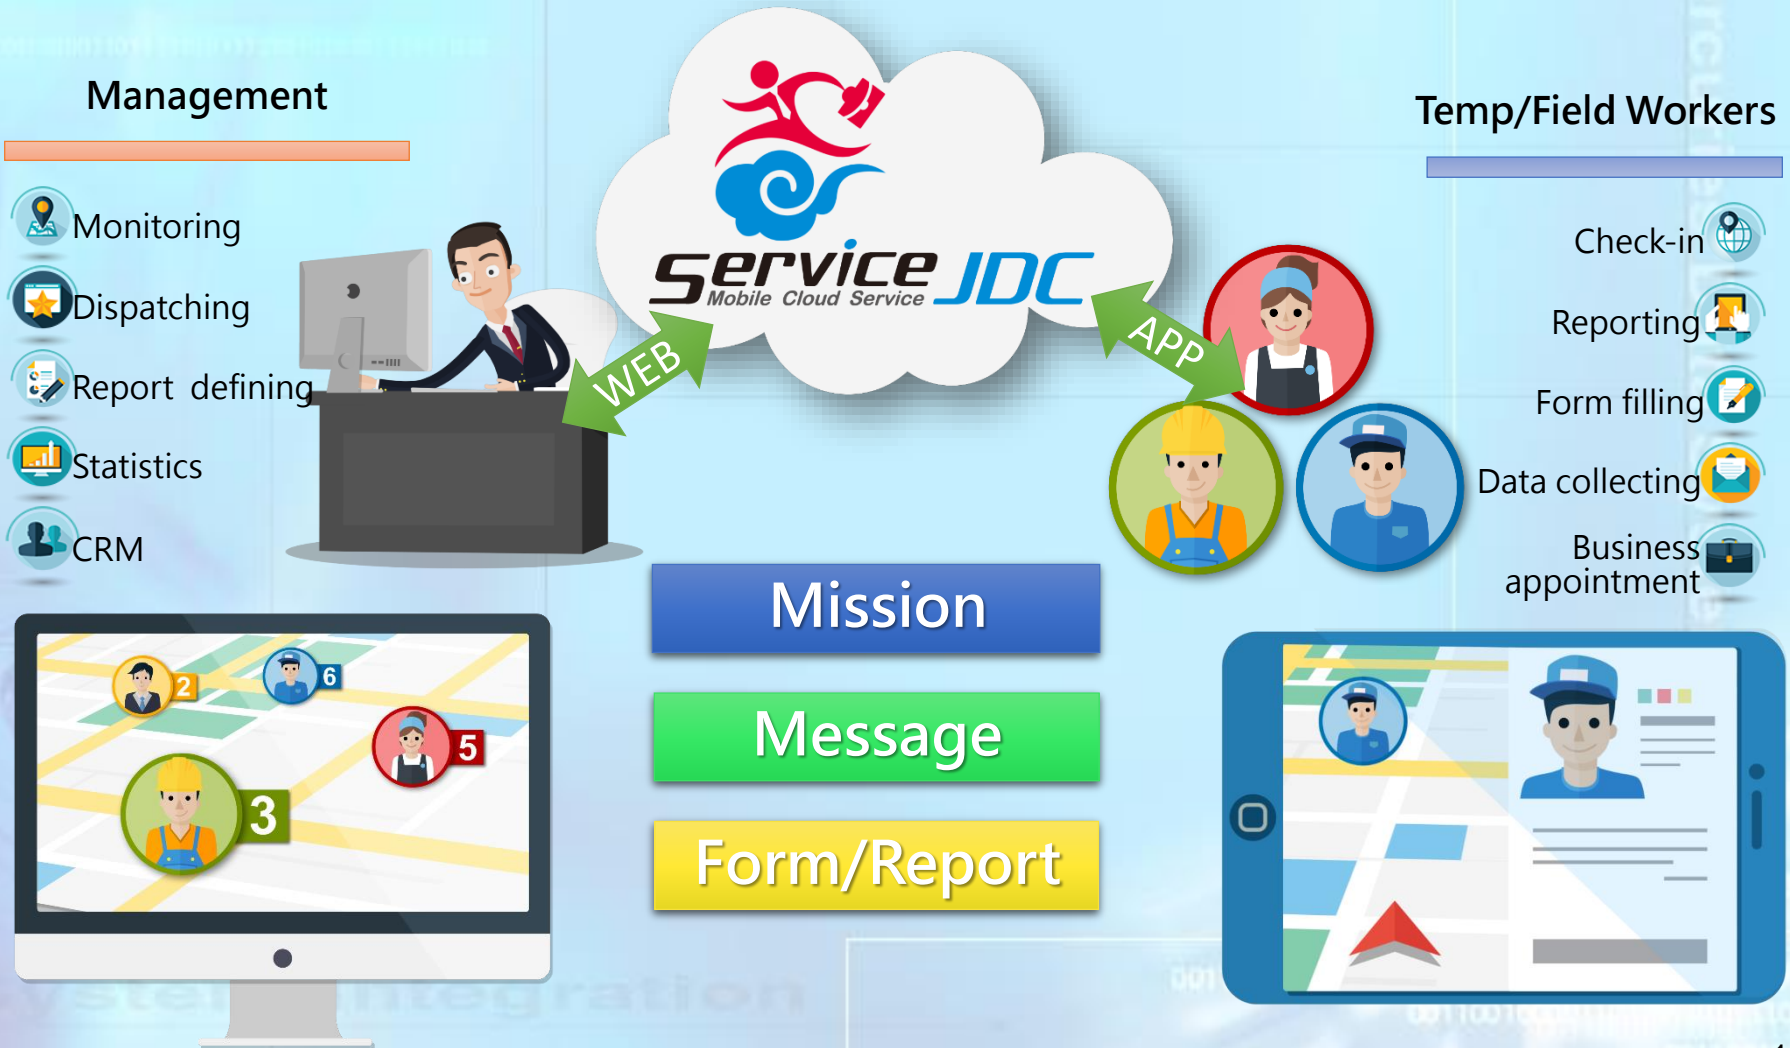 Management
Monitoring
Dispatching
Report defining
Statistics
CRM
Service JDC
Mobile Cloud Service
WEB
APP
Temp/Field Workers
Check-in
Reporting
Form filling
Data collecting
Business
appointment
Mission
Message
Form/Report
2
6
5
3